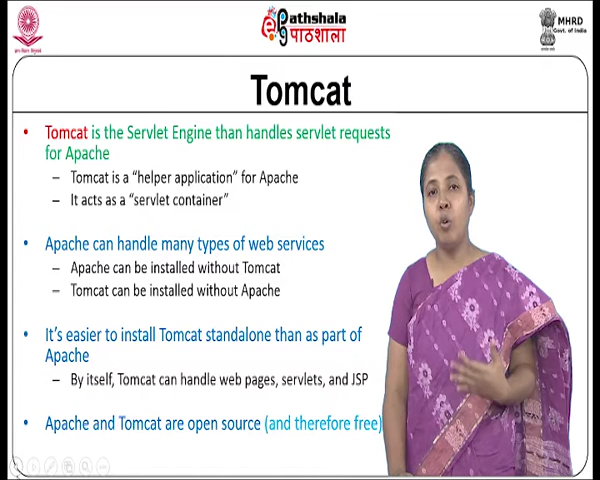 Pathshala
पाठशाला
MHRD
Govt. of India
Tomcat
• Tomcat is the Servlet Engine than handles servlet requests
for Apache
– Tomcat is a “helper application” for Apache
– It acts as a “servlet container”
• Apache can handle many types of web services
– Apache can be installed without Tomcat
– Tomcat can be installed without Apache
• It’s easier to install Tomcat standalone than as part of
Apache
– By itself, Tomcat can handle web pages, servlets, and JSP
• Apache and Tomcat are open source (and therefore free)